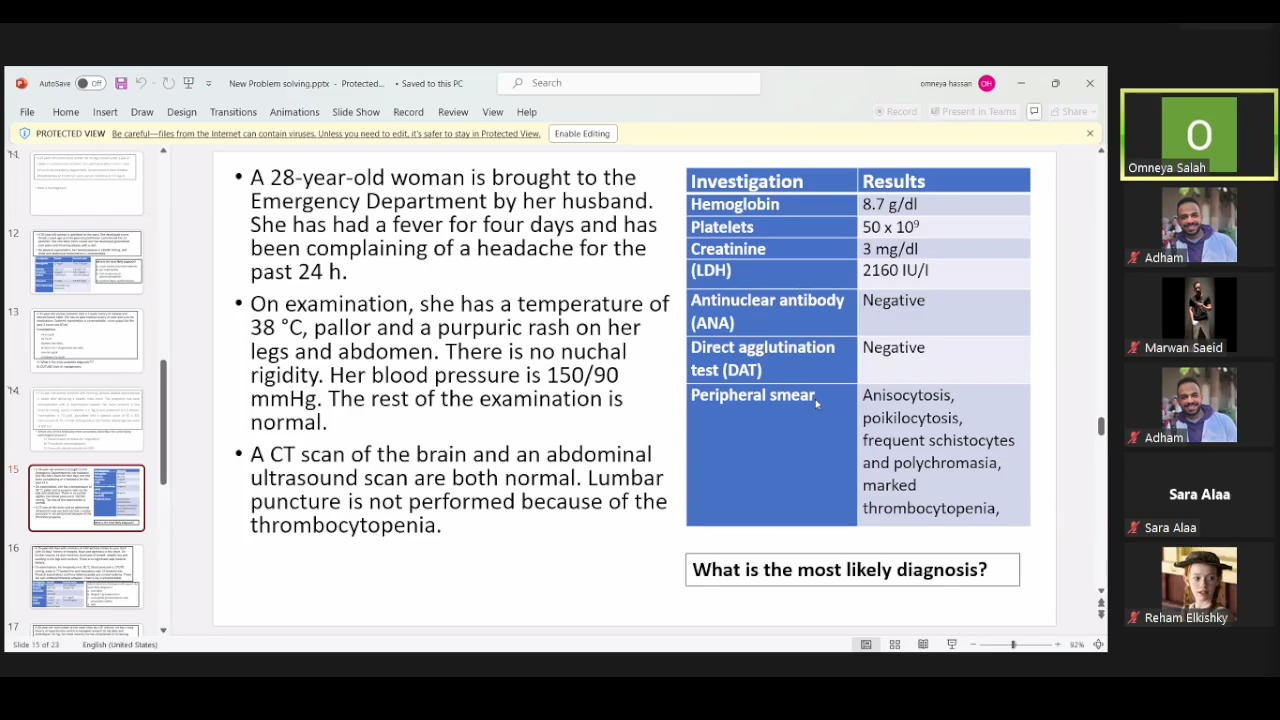 AutoSave Off New Problem solving.pptx - Protected... • Saved to this PC Search omneya hassan OH
File Home Insert Draw Design Transitions Animations Slide Show Record Review View Help Record Present in Teams Share
PROTECTED VIEW Be careful—files from the Internet can contain viruses. Unless you need to edit, it's safer to stay in Protected View. Enable Editing
11
12
13
14
15
16
17
• A 28-year-old woman is brought to the
Emergency Department by her husband.
She has had a fever for four days and has
been complaining of a headache for the
past 24 h.
• On examination, she has a temperature of
38 °C, pallor and a purpuric rash on her
legs and abdomen. There is no nuchal
rigidity. Her blood pressure is 150/90
mmHg. The rest of the examination is
normal.
• A CT scan of the brain and an abdominal
ultrasound scan are both normal. Lumbar
puncture is not performed because of the
thrombocytopenia.
Investigation Results
Hemoglobin 8.7 g/dl
Platelets 50 x 10⁹
Creatinine 3 mg/dl
(LDH) 2160 IU/l
Antinuclear antibody Negative
(ANA)
Direct agglutination Negative
test (DAT)
Peripheral smear Anisocytosis,
poikilocytosis,
frequent schistocytes
and polychromasia,
marked
thrombocytopenia,
What is the most likely diagnosis?
Slide 15 of 23 English (United States) 92%
O
Omneya Salah
Adham
Marwan Saeid
Adham
Sara Alaa
Sara Alaa
Reham Elkishky